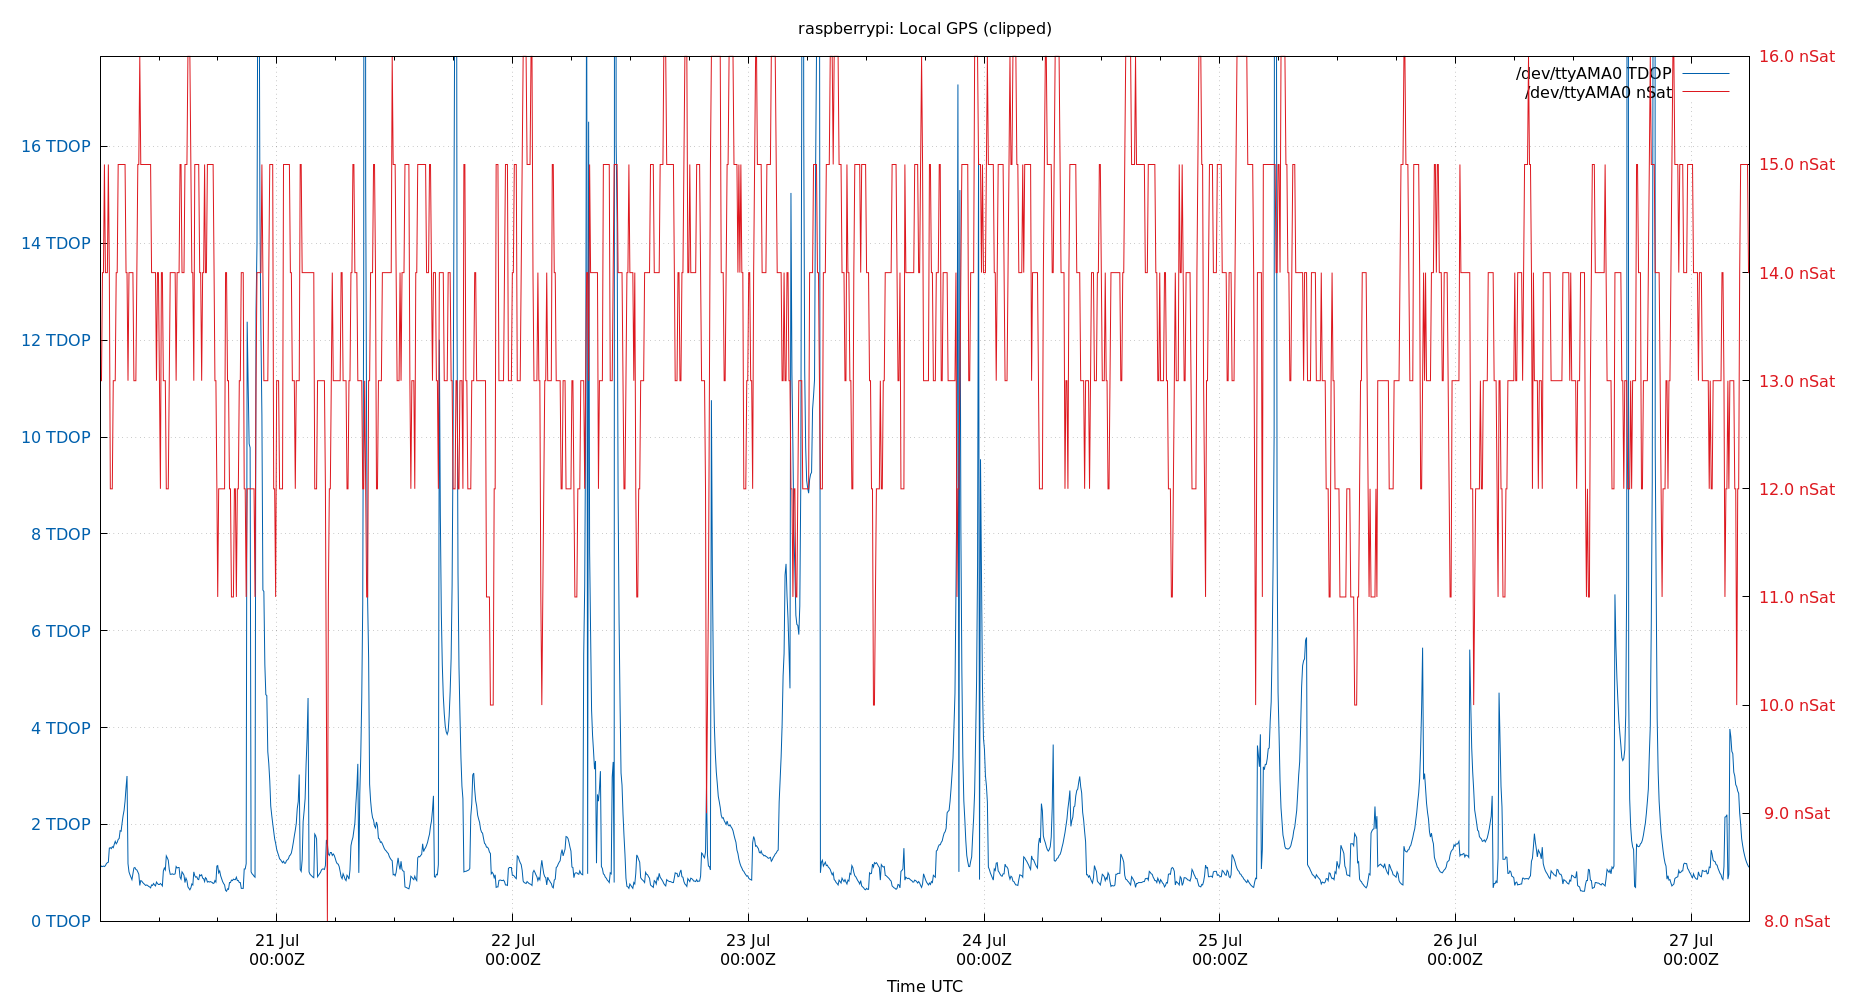 raspberrypi: Local GPS (clipped)
16.0 nSat
/dev/ttyAMA0 TDOP
/dev/ttyAMA0 nSat
16 TDOP
15.0 nSat
14 TDOP
14.0 nSat
12 TDOP
13.0 nSat
10 TDOP
12.0 nSat
8 TDOP
11.0 nSat
6 TDOP
10.0 nSat
4 TDOP
9.0 nSat
2 TDOP
0 TDOP
8.0 nSat
21 Jul 22 Jul 23 Jul 24 Jul 25 Jul 26 Jul 27 Jul
00:00Z 00:00Z 00:00Z 00:00Z 00:00Z 00:00Z 00:00Z
Time UTC